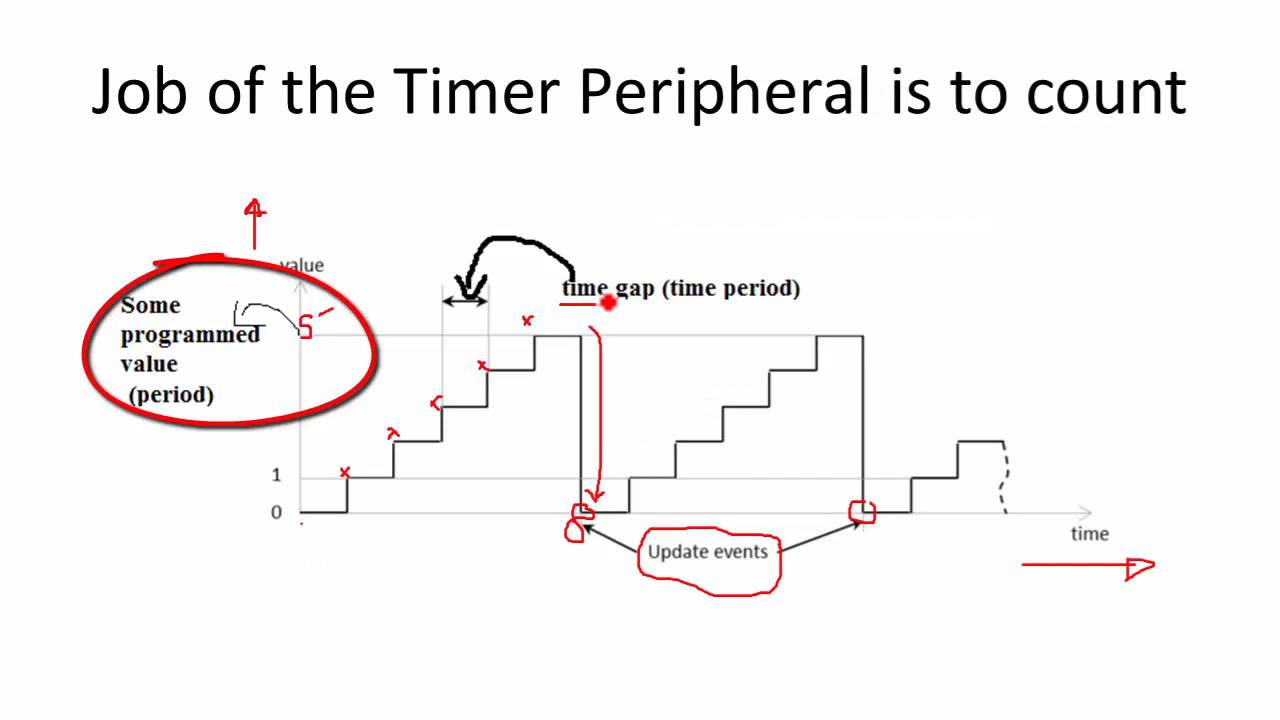 Job of the Timer Peripheral is to count
value
time gap (time period)
Some
programmed
value
(period)
5
1
0
Update events
time